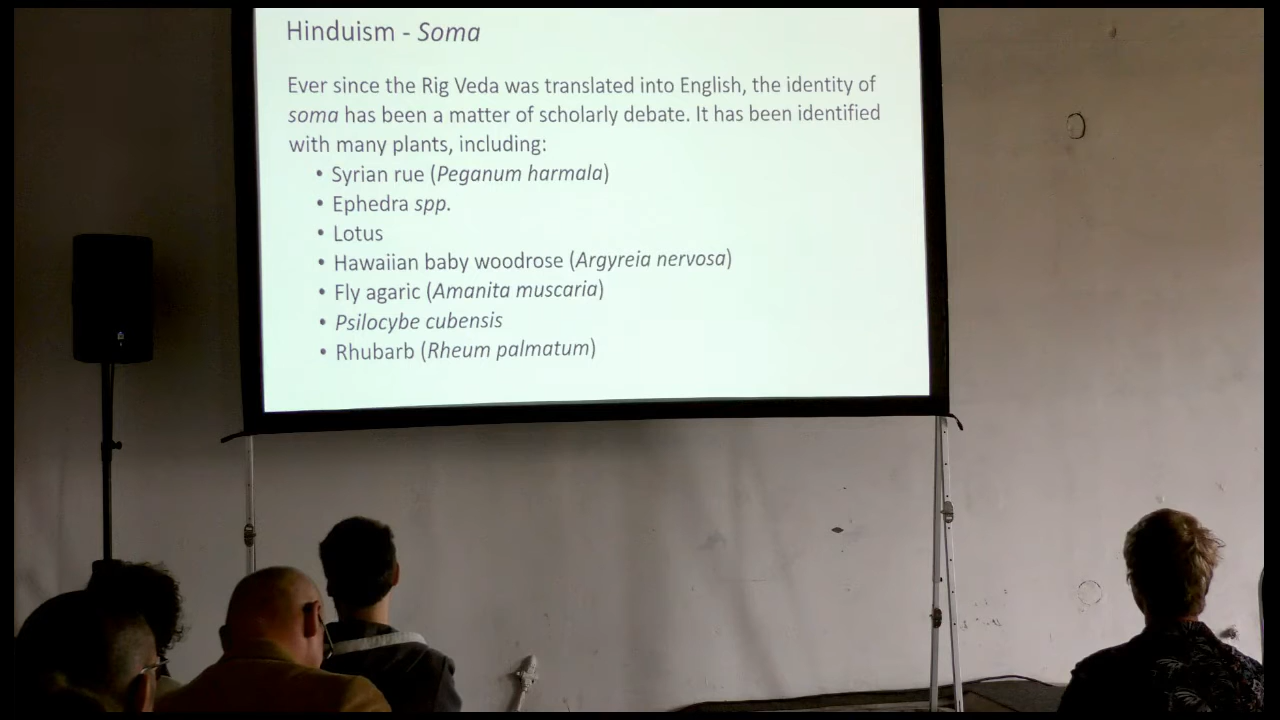 Hinduism - Soma
Ever since the Rig Veda was translated into English, the identity of
soma has been a matter of scholarly debate. It has been identified
with many plants, including:
• Syrian rue (Peganum harmala)
• Ephedra spp.
• Lotus
• Hawaiian baby woodrose (Argyreia nervosa)
• Fly agaric (Amanita muscaria)
• Psilocybe cubensis
• Rhubarb (Rheum palmatum)